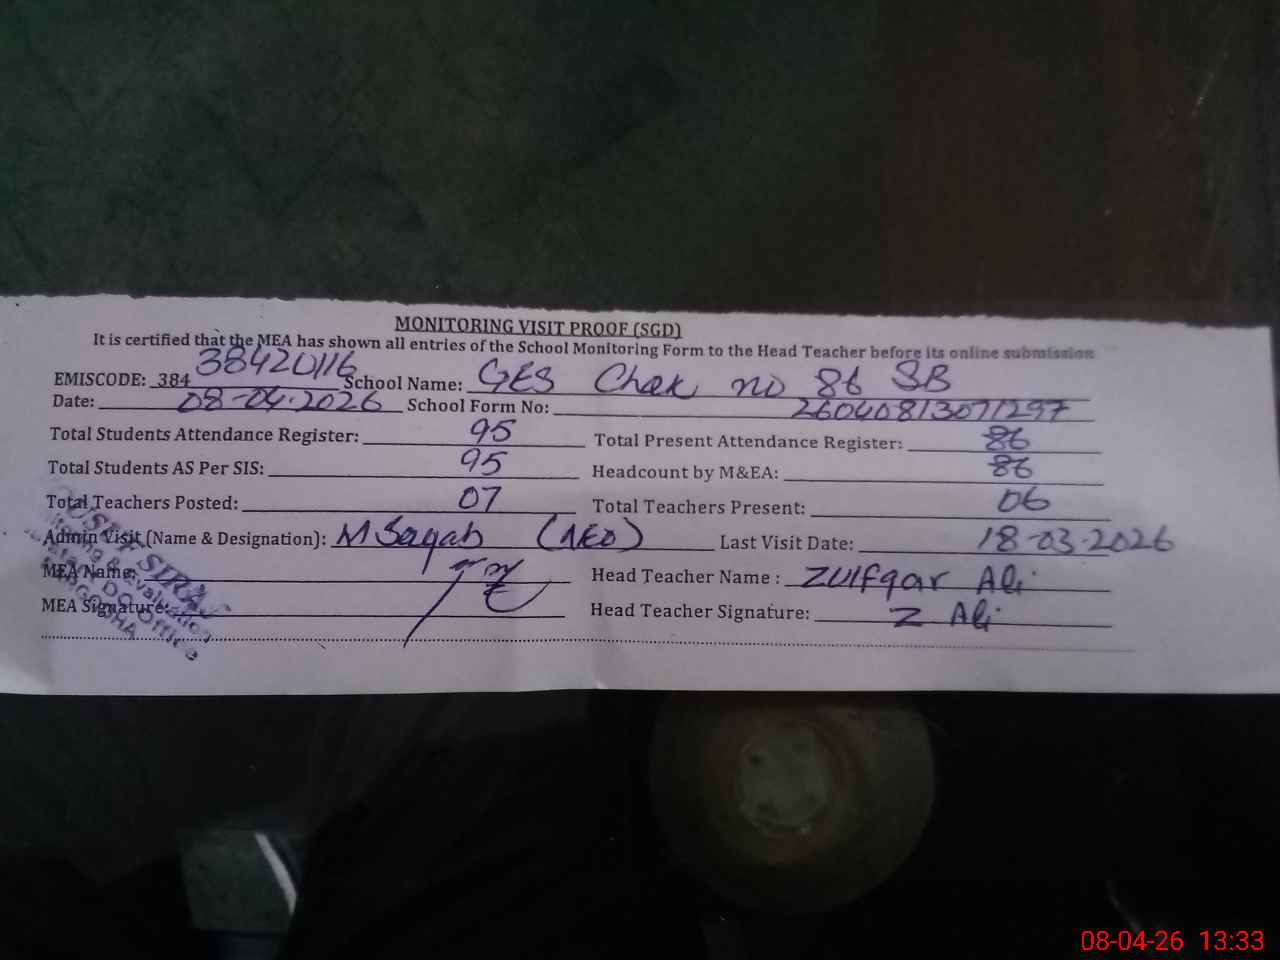 MONITORING VISIT PROOF (SGD)
It is certified that the MEA has shown all entries of the School Monitoring Form to the Head Teacher before its online submission
EMISCODE: 384 38420116 School Name: GES Chak no 86 SB
Date: 08-04-2026 School Form No: 26040813071297
Total Students Attendance Register: 95 Total Present Attendance Register: 86
Total Students AS Per SIS: 95 Headcount by M&EA: 86
Total Teachers Posted: 07 Total Teachers Present: 06
Admin Visit (Name & Designation): M Saqab (AEO) Last Visit Date: 18-03-2026
MEA Name: Head Teacher Name : Zulfqar Ali
MEA Signature: Head Teacher Signature: Z Ali
08-04-26 13:33